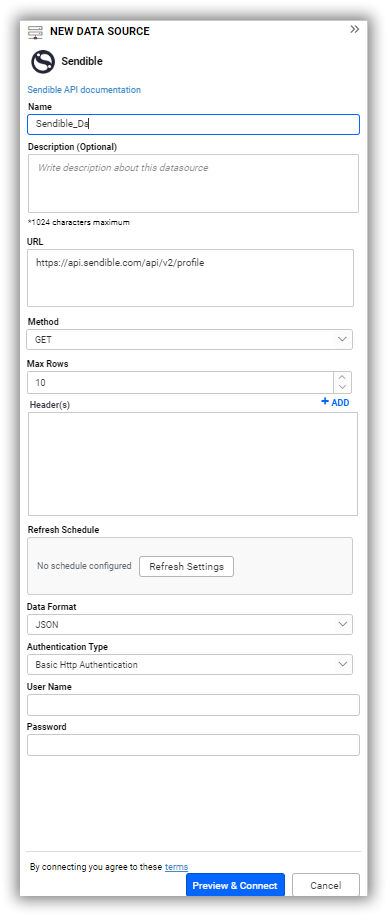 NEW DATA SOURCE
Sendible
Sendible API documentation
Name
Sendible_Ds
Description (Optional)
Write description about this datasource
*1024 characters maximum
URL
https://api.sendible.com/api/v2/profile
Method
GET
Max Rows
10
Header(s)
+ ADD
Refresh Schedule
No schedule configured Refresh Settings
Data Format
JSON
Authentication Type
Basic Http Authentication
User Name
Password
By connecting you agree to these terms
Preview & Connect Cancel